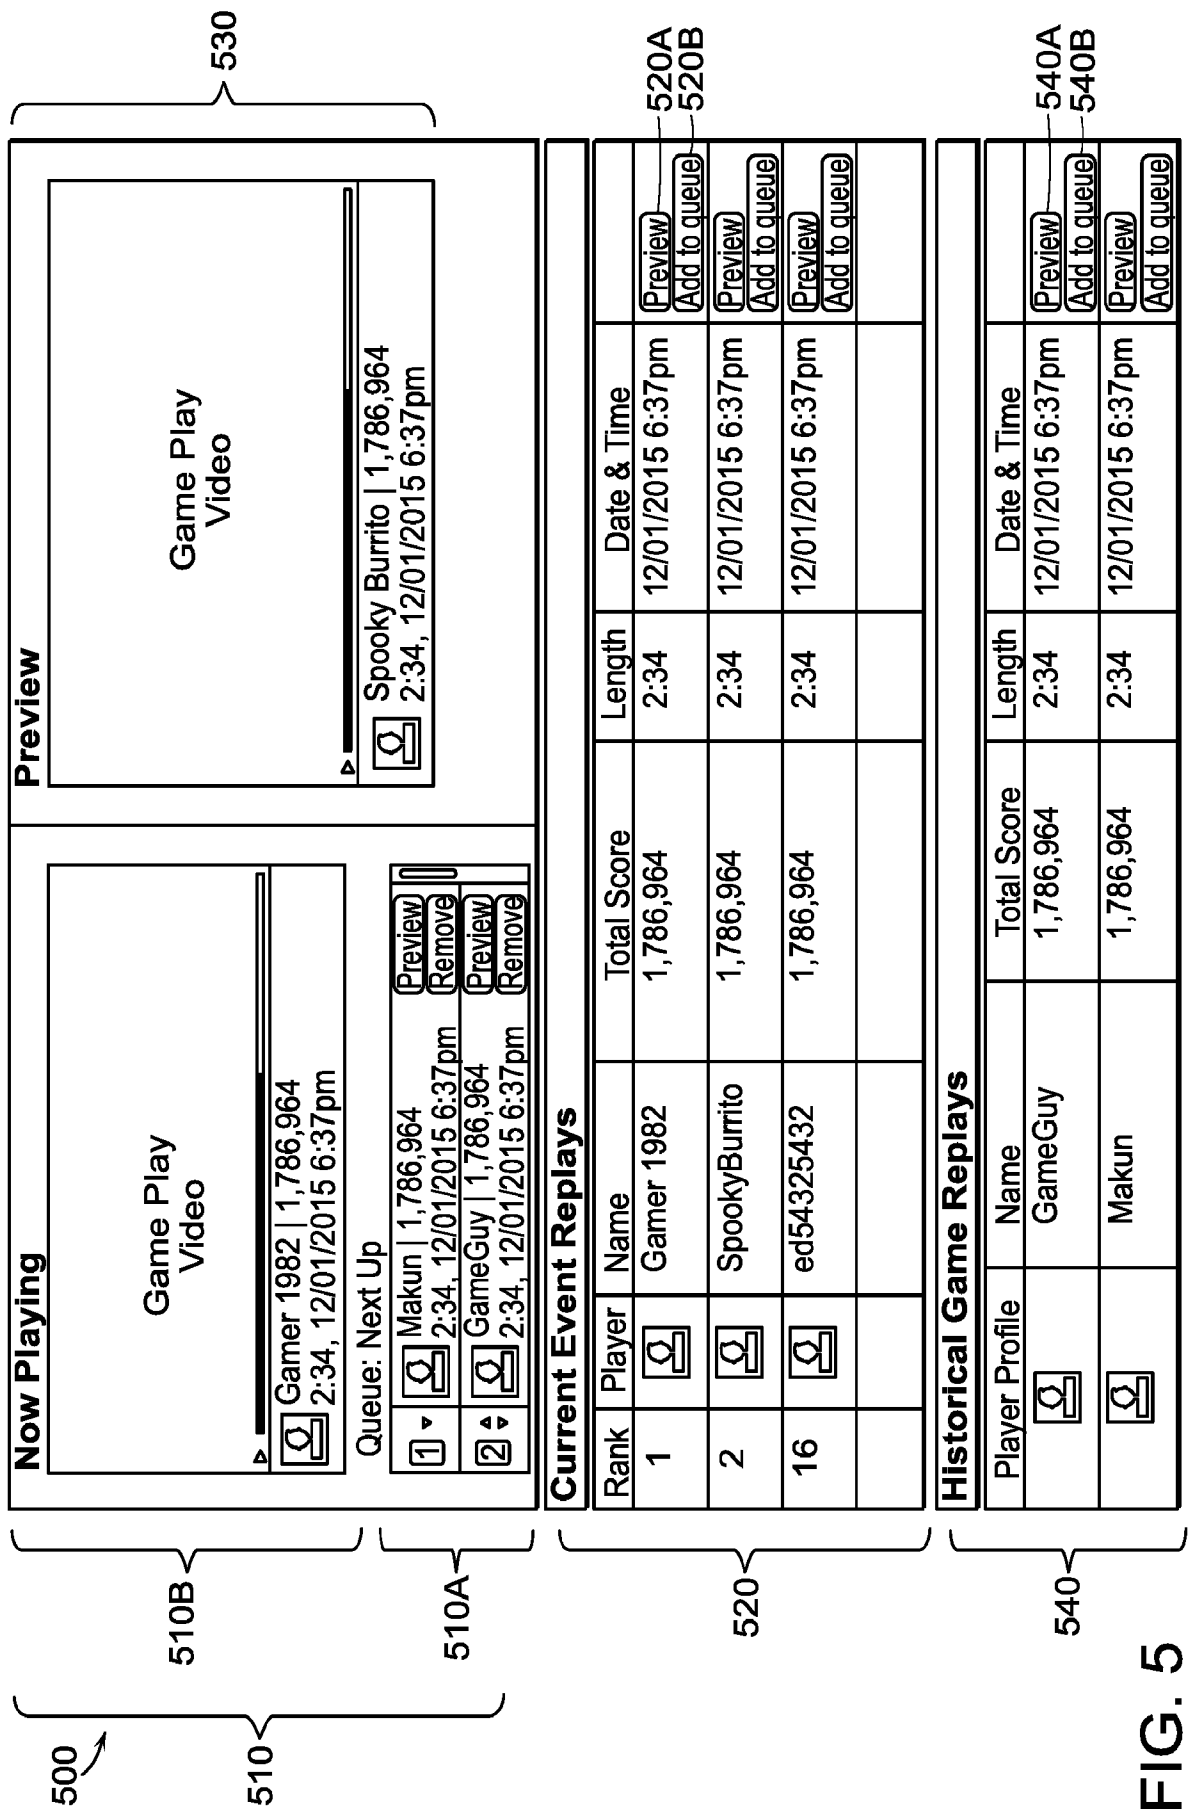 500
510
510B
510A
530
Now Playing
Game Play
Video
Gamer 1982 | 1,786,964
2:34, 12/01/2015 6:37pm
Queue: Next Up
1 Makun | 1,786,964 Preview
2:34, 12/01/2015 6:37pm Remove
2 GameGuy | 1,786,964 Preview
2:34, 12/01/2015 6:37pm Remove
Preview
Game Play
Video
Spooky Burrito | 1,786,964
2:34, 12/01/2015 6:37pm
520
Current Event Replays
Rank Player Name Total Score Length Date & Time
1 Gamer 1982 1,786,964 2:34 12/01/2015 6:37pm Preview 520A
Add to queue 520B
2 SpookyBurrito 1,786,964 2:34 12/01/2015 6:37pm Preview
Add to queue
16 ed54325432 1,786,964 2:34 12/01/2015 6:37pm Preview
Add to queue
540
Historical Game Replays
Player Profile Name Total Score Length Date & Time
GameGuy 1,786,964 2:34 12/01/2015 6:37pm Preview 540A
Add to queue 540B
Makun 1,786,964 2:34 12/01/2015 6:37pm Preview
Add to queue
FIG. 5